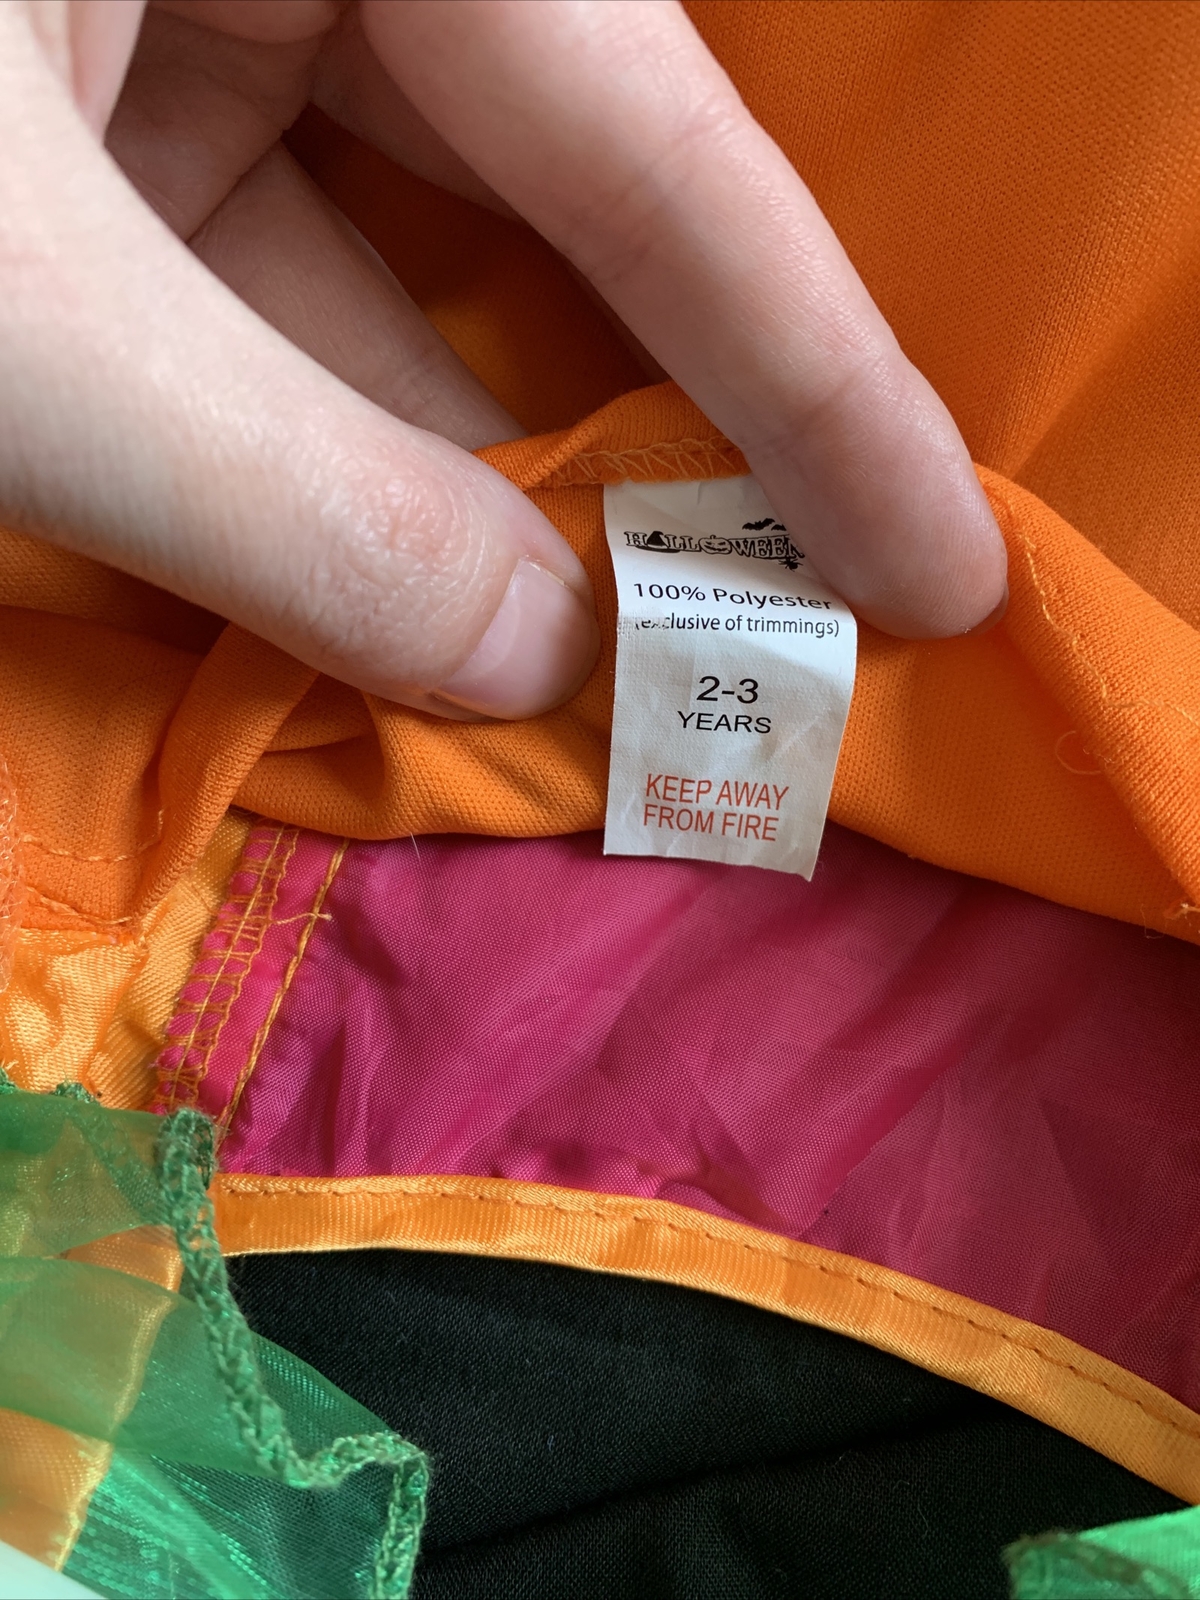 HALLOWEEN
100% Polyester
(exclusive of trimmings)
2-3
YEARS
KEEP AWAY
FROM FIRE